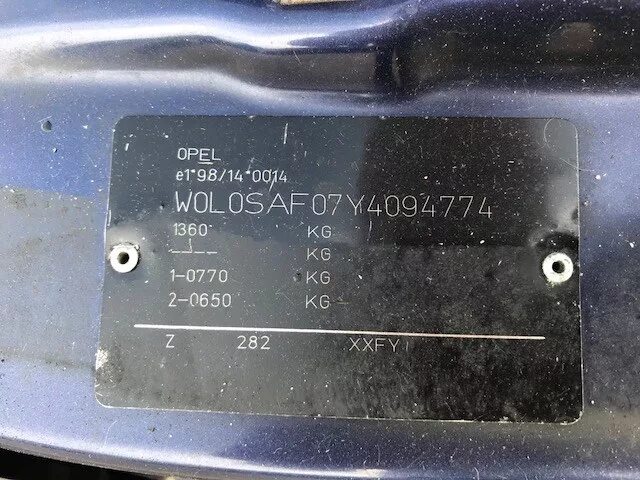 OPEL
e1*98/14*0014
W0L0SAF07Y4094774
1360 KG
---- KG
1-0770 KG
2-0650 KG
Z 282 XXFY